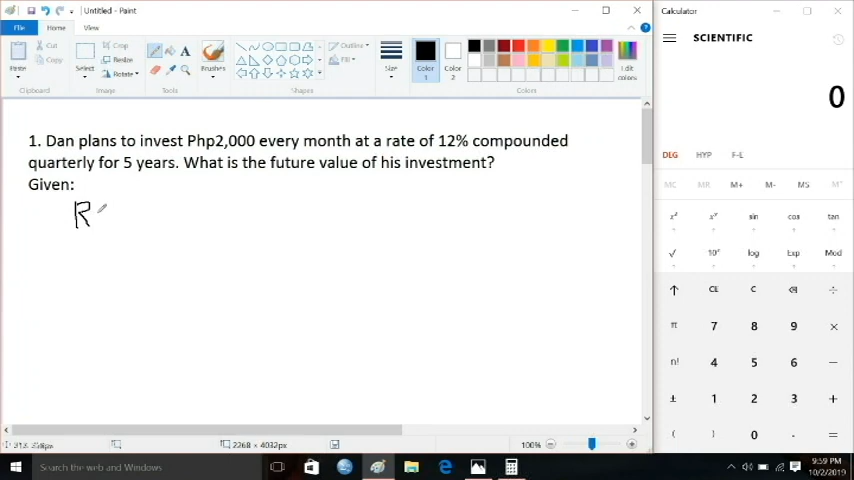 Untitled - Paint
File
Home
View
Paste
Cut
Copy
Clipboard
Select
Crop
Resize
Rotate
Image
A
Tools
Brushes
Shapes
Outline
Fill
Size
Color
1
Color
2
Edit
colors
Colors
Calculator
SCIENTIFIC
0
DEG
HYP
F-E
MC
MR
M+
M-
MS
M
sin
cos
tan
√
log
Exp
Mod
CE
C
÷
π
7
8
9
×
n!
4
5
6
−
±
1
2
3
+
(
)
0
.
=
1. Dan plans to invest Php2,000 every month at a rate of 12% compounded
quarterly for 5 years. What is the future value of his investment?
Given:
R
2268 × 4032px
100%
Search the web and Windows
9:59 PM
10/2/2019